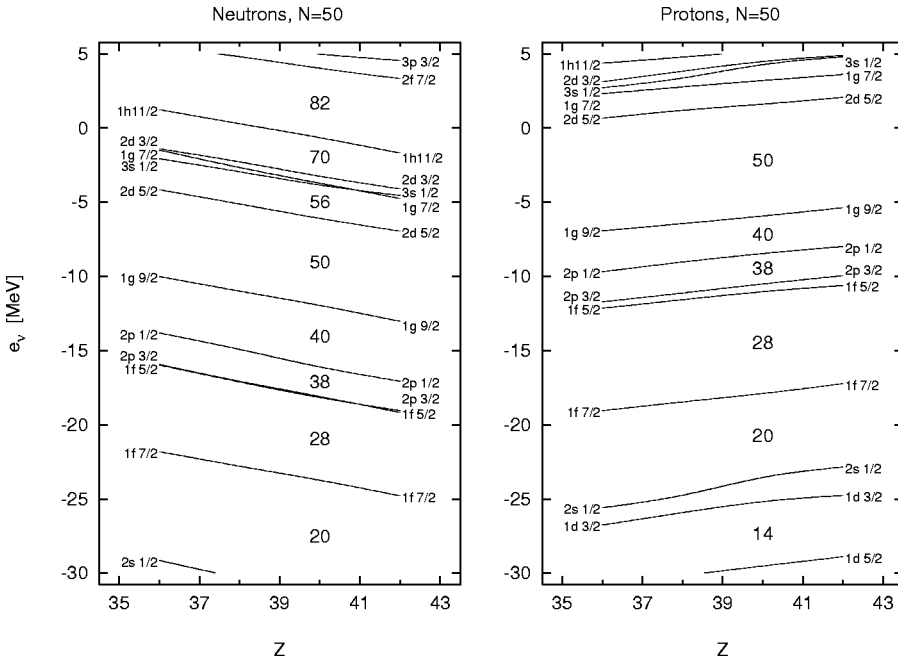 Neutrons, N=50
Protons, N=50
e_ν [MeV]
5
0
-5
-10
-15
-20
-25
-30
35
37
39
41
43
Z
1h11/2
2d 3/2
1g 7/2
3s 1/2
2d 5/2
1g 9/2
2p 1/2
2p 3/2
1f 5/2
1f 7/2
2s 1/2
82
70
56
50
40
38
28
20
3p 3/2
2f 7/2
1h11/2
2d 3/2
3s 1/2
1g 7/2
2d 5/2
1g 9/2
2p 1/2
2p 3/2
1f 5/2
1f 7/2
5
0
-5
-10
-15
-20
-25
-30
35
37
39
41
43
Z
1h11/2
2d 3/2
3s 1/2
1g 7/2
2d 5/2
1g 9/2
2p 1/2
2p 3/2
1f 5/2
1f 7/2
2s 1/2
1d 3/2
50
40
38
28
20
14
3s 1/2
1g 7/2
2d 5/2
1g 9/2
2p 1/2
2p 3/2
1f 5/2
1f 7/2
2s 1/2
1d 3/2
1d 5/2